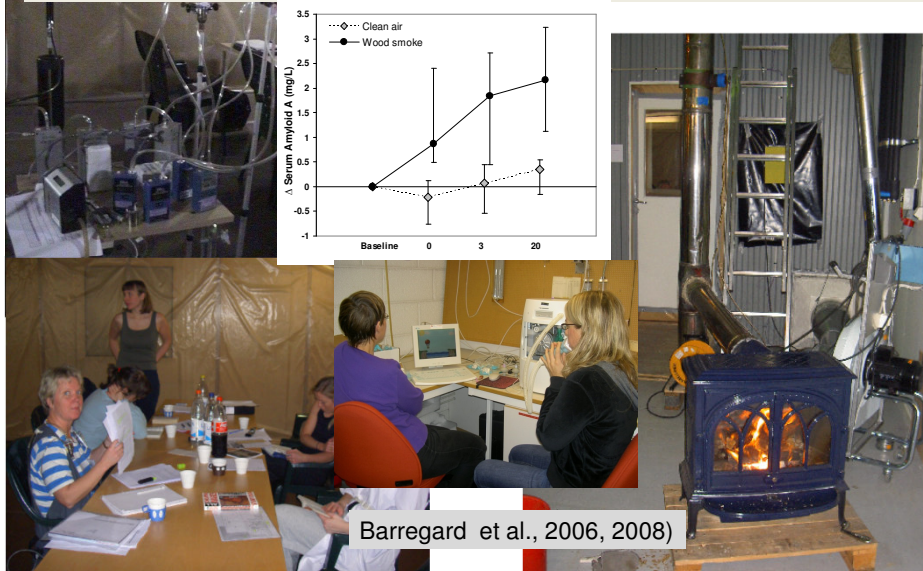 3.5
3
2.5
2
1.5
1
0.5
0
-0.5
-1
Δ Serum Amyloid A (mg/L)
Clean air
Wood smoke
Baseline 0 3 20
Barregard et al., 2006, 2008)